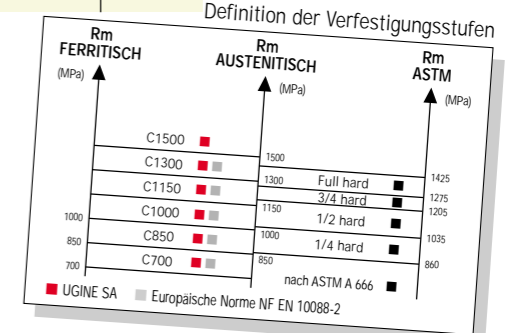 Definition der Verfestigungsstufen
Rm
FERRITISCH
(MPa)
Rm
AUSTENITISCH
(MPa)
Rm
ASTM
(MPa)
C1500
1500
C1300
1300
Full hard
1425
C1150
3/4 hard
1275
1150
1205
C1000
1/2 hard
1000
1000
1035
C850
1/4 hard
850
850
860
C700
700
nach ASTM A 666
UGINE SA
Europäische Norme NF EN 10088-2